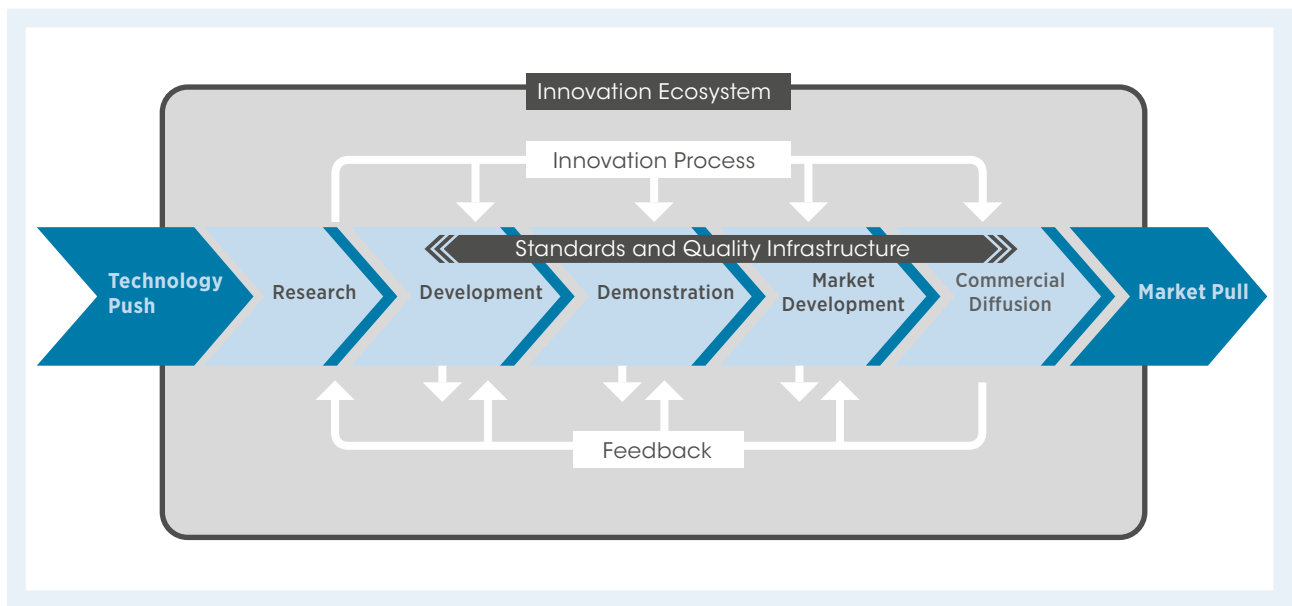 Innovation Ecosystem
Innovation Process
Standards and Quality Infrastructure
Technology
Push
Research
Development
Demonstration
Market
Development
Commercial
Diffusion
Market Pull
Feedback